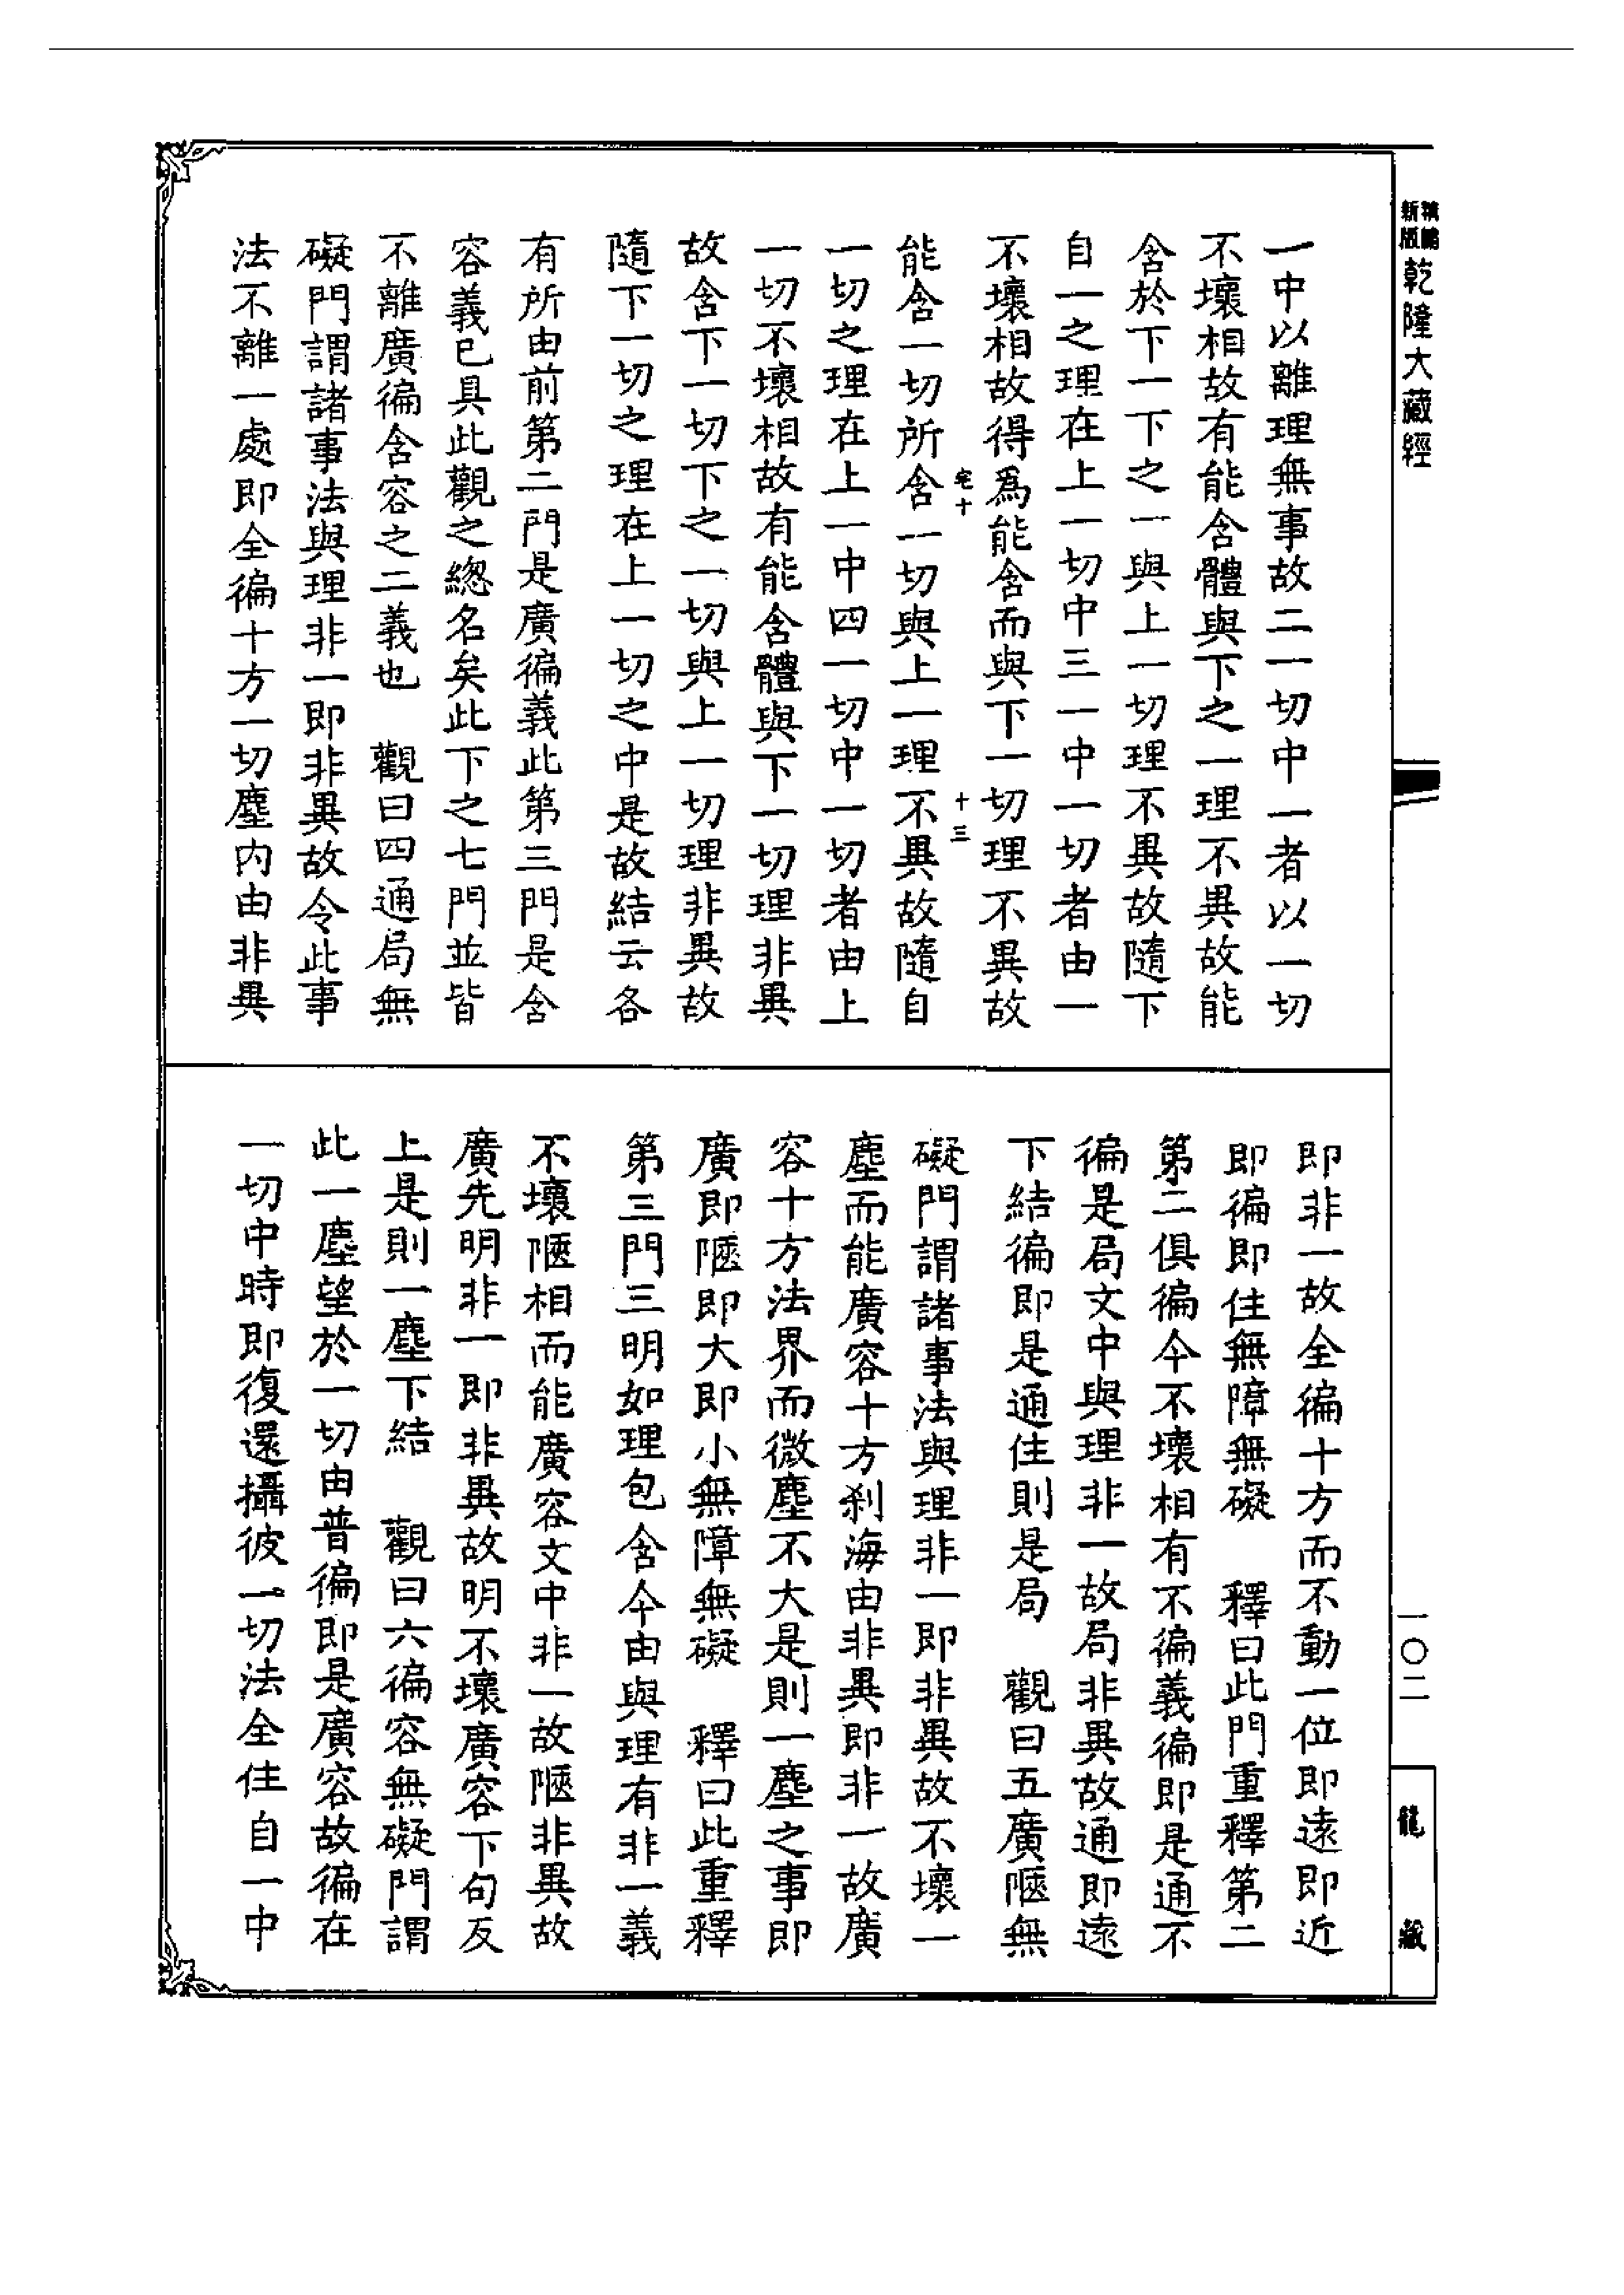 精編
新版
乾隆大藏經
一中以離理無事故二一切中一者以一切
不壞相故有能含體與下之一理不異故能
含於下一下之一與上一切理不異故隨下
自一之理在上一切中三一中一切者由一
不壞相故得爲能含而與下一切理不異故
宅十
十三
能含一切所含一切與上一理不異故隨自
一切之理在上一中四一切中一切者由上
一切不壞相故有能含體與下一切理非異
故含下一切下之一切與上一切理非異故
隨下一切之理在上一切之中是故結云各
有所由前第二門是廣徧義此第三門是含
容義已具此觀之總名矣此下之七門並皆
不離廣徧含容之二義也 觀曰四通局無
礙門謂諸事法與理非一即非異故令此事
法不離一處即全徧十方一切塵內由非異
即非一故全徧十方而不動一位即遠即近
即徧即住無障無礙 釋曰此門重釋第二
第二俱徧今不壞相有不徧義徧即是通不
徧是局文中與理非一故局非異故通即遠
下結徧即是通住則是局 觀曰五廣陿無
礙門謂諸事法與理非一即非異故不壞一
塵而能廣容十方剎海由非異即非一故廣
容十方法界而微塵不大是則一塵之事即
廣即陿即大即小無障無礙 釋曰此重釋
第三門三明如理包含今由與理有非一義
不壞陿相而能廣容文中非一故陿非異故
廣先明非一即非異故明不壞廣容下句反
上是則一塵下結 觀曰六徧容無礙門謂
此一塵望於一切由普徧即是廣容故徧在
一切中時即復還攝彼一切法全住自一中
一〇二
龍藏